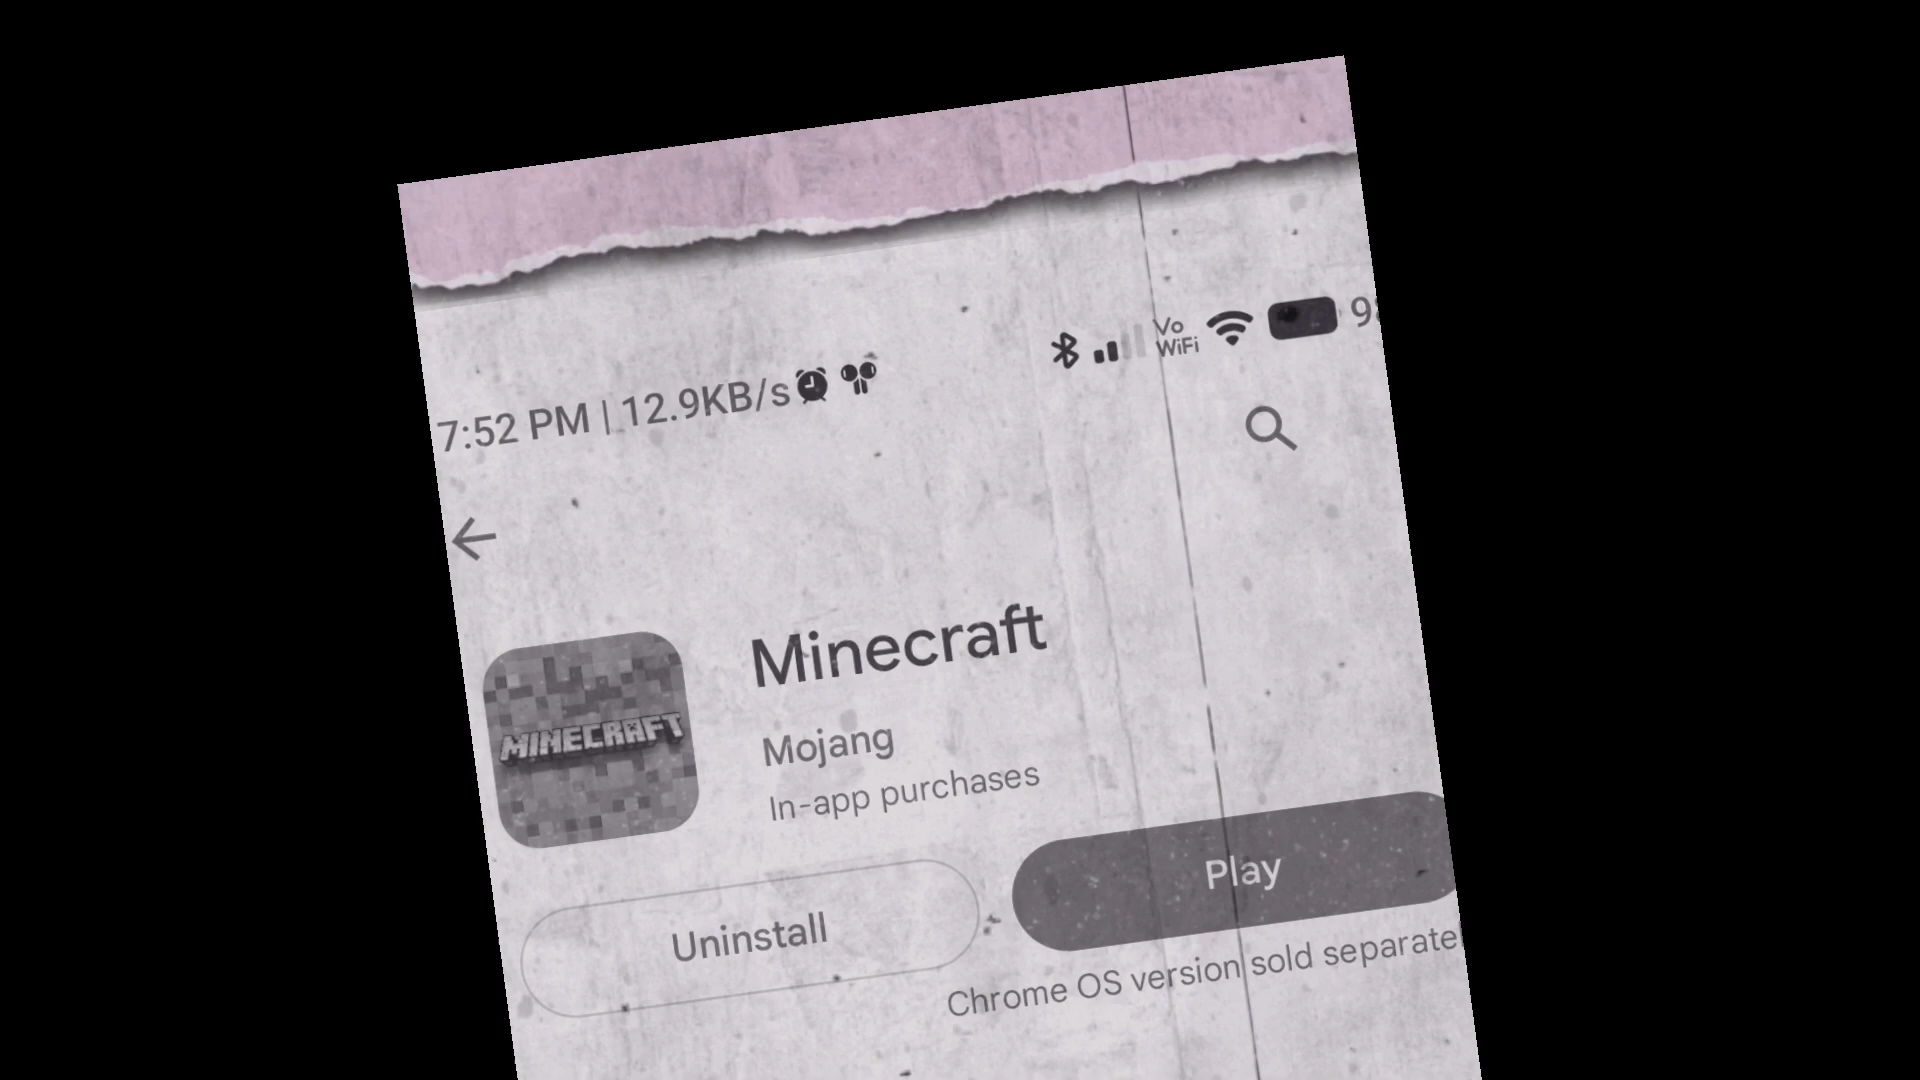 7:52 PM | 12.9KB/s
Vo
WiFi
Minecraft
MINECRAFT
Mojang
In-app purchases
Uninstall
Play
Chrome OS version sold separate